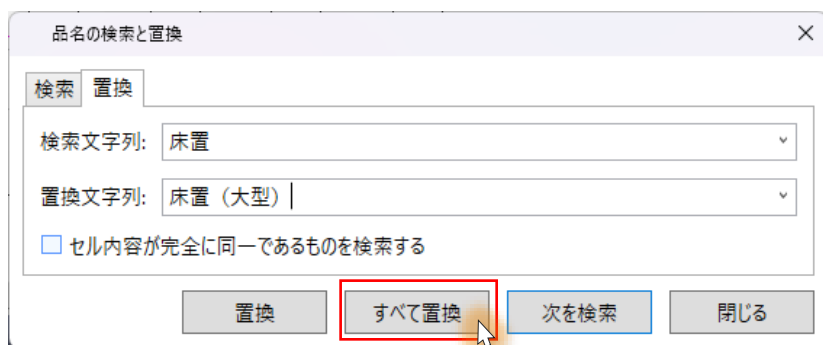 品名の検索と置換
検索 置換
検索文字列: 床置
置換文字列: 床置（大型）
セル内容が完全に同一であるものを検索する
置換 すべて置換 次を検索 閉じる